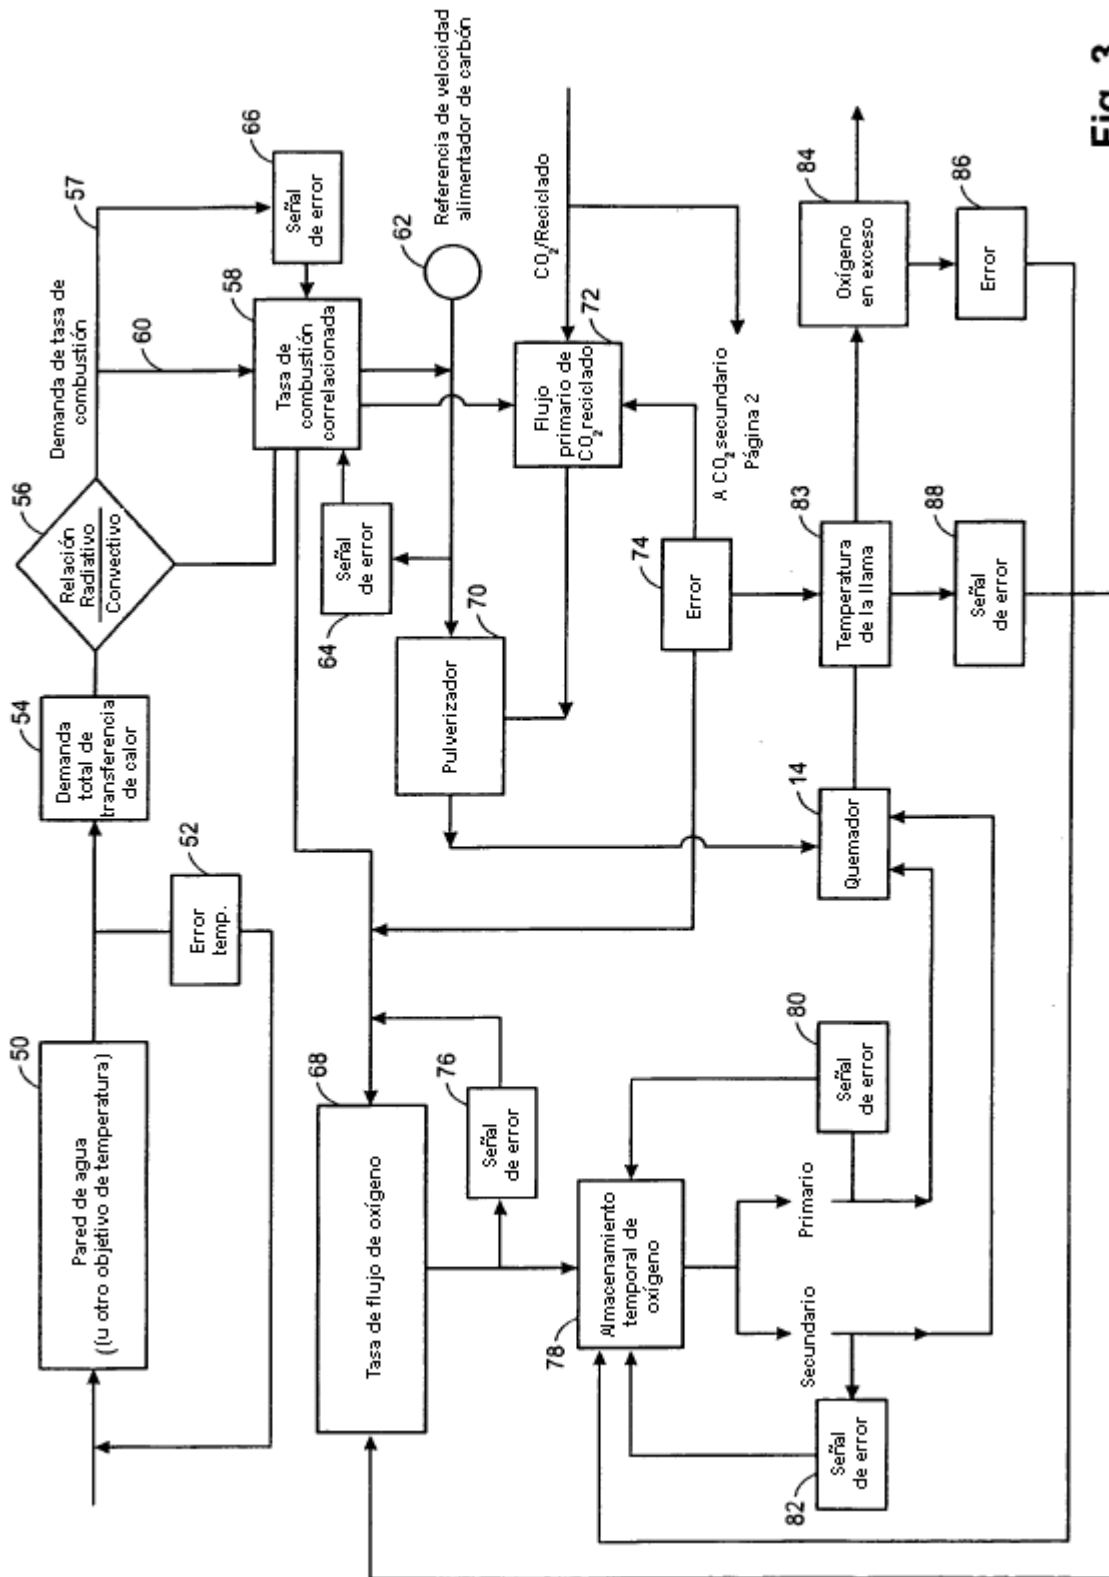 50
Pared de agua
((u otro objetivo de temperatura)
52
Error
temp.
54
Demanda
total de
transferencia
de calor
56
Relación
Radiativo
Convectivo
Demanda de tasa de
combustión
57
60
66
Señal
de error
58
Tasa de
combustión
correlacionada
62
Referencia de velocidad
alimentador de carbón
64
Señal de error
68
Tasa de flujo de oxígeno
70
Pulverizador
72
Flujo
primario de
CO₂ reciclado
CO₂/Reciclado
A CO₂ secundario
Página 2
74
Error
76
Señal
de error
78
Almacenamiento
temporal de
oxígeno
Primario
Secundario
80
Señal
de error
82
Señal
de error
14
Quemador
83
Temperatura
de la llama
84
Oxígeno
en exceso
86
Error
88
Señal
de error
Fig. 3